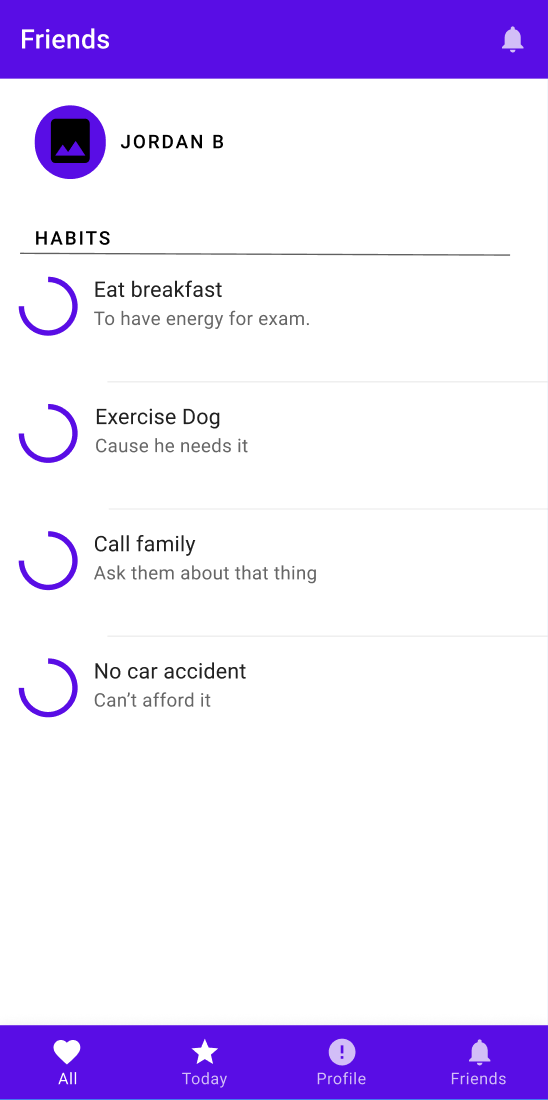 Friends
JORDAN B
HABITS
Eat breakfast
To have energy for exam.
Exercise Dog
Cause he needs it
Call family
Ask them about that thing
No car accident
Can’t afford it
All
Today
Profile
Friends